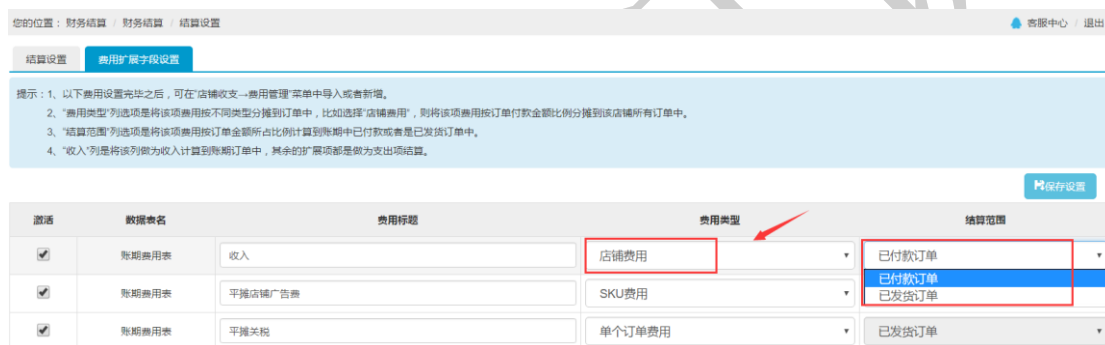 您的位置：财务结算 / 财务结算 / 结算设置
客服中心 / 退出
结算设置 费用扩展字段设置
提示：1、以下费用设置完毕之后，可在“店铺收支→费用管理”菜单中导入或者新增。
2、“费用类型”列选项是将该项费用按不同类型分摊到订单中，比如选择“店铺费用”，则将该项费用按订单付款金额比例分摊到该店铺所有订单中。
3、“结算范围”列选项是将该项费用按订单金额所占比例计算到账期中已付款或者是已发货订单中。
4、“收入”列是将该列做为收入计算到账期订单中，其余的扩展项都是做为支出项结算。
保存设置
激活 数据表名 费用标题 费用类型 结算范围
账期费用表 收入 店铺费用 已付款订单
已付款订单
账期费用表 平摊店铺广告费 SKU费用 已发货订单
账期费用表 平摊关税 单个订单费用 已发货订单